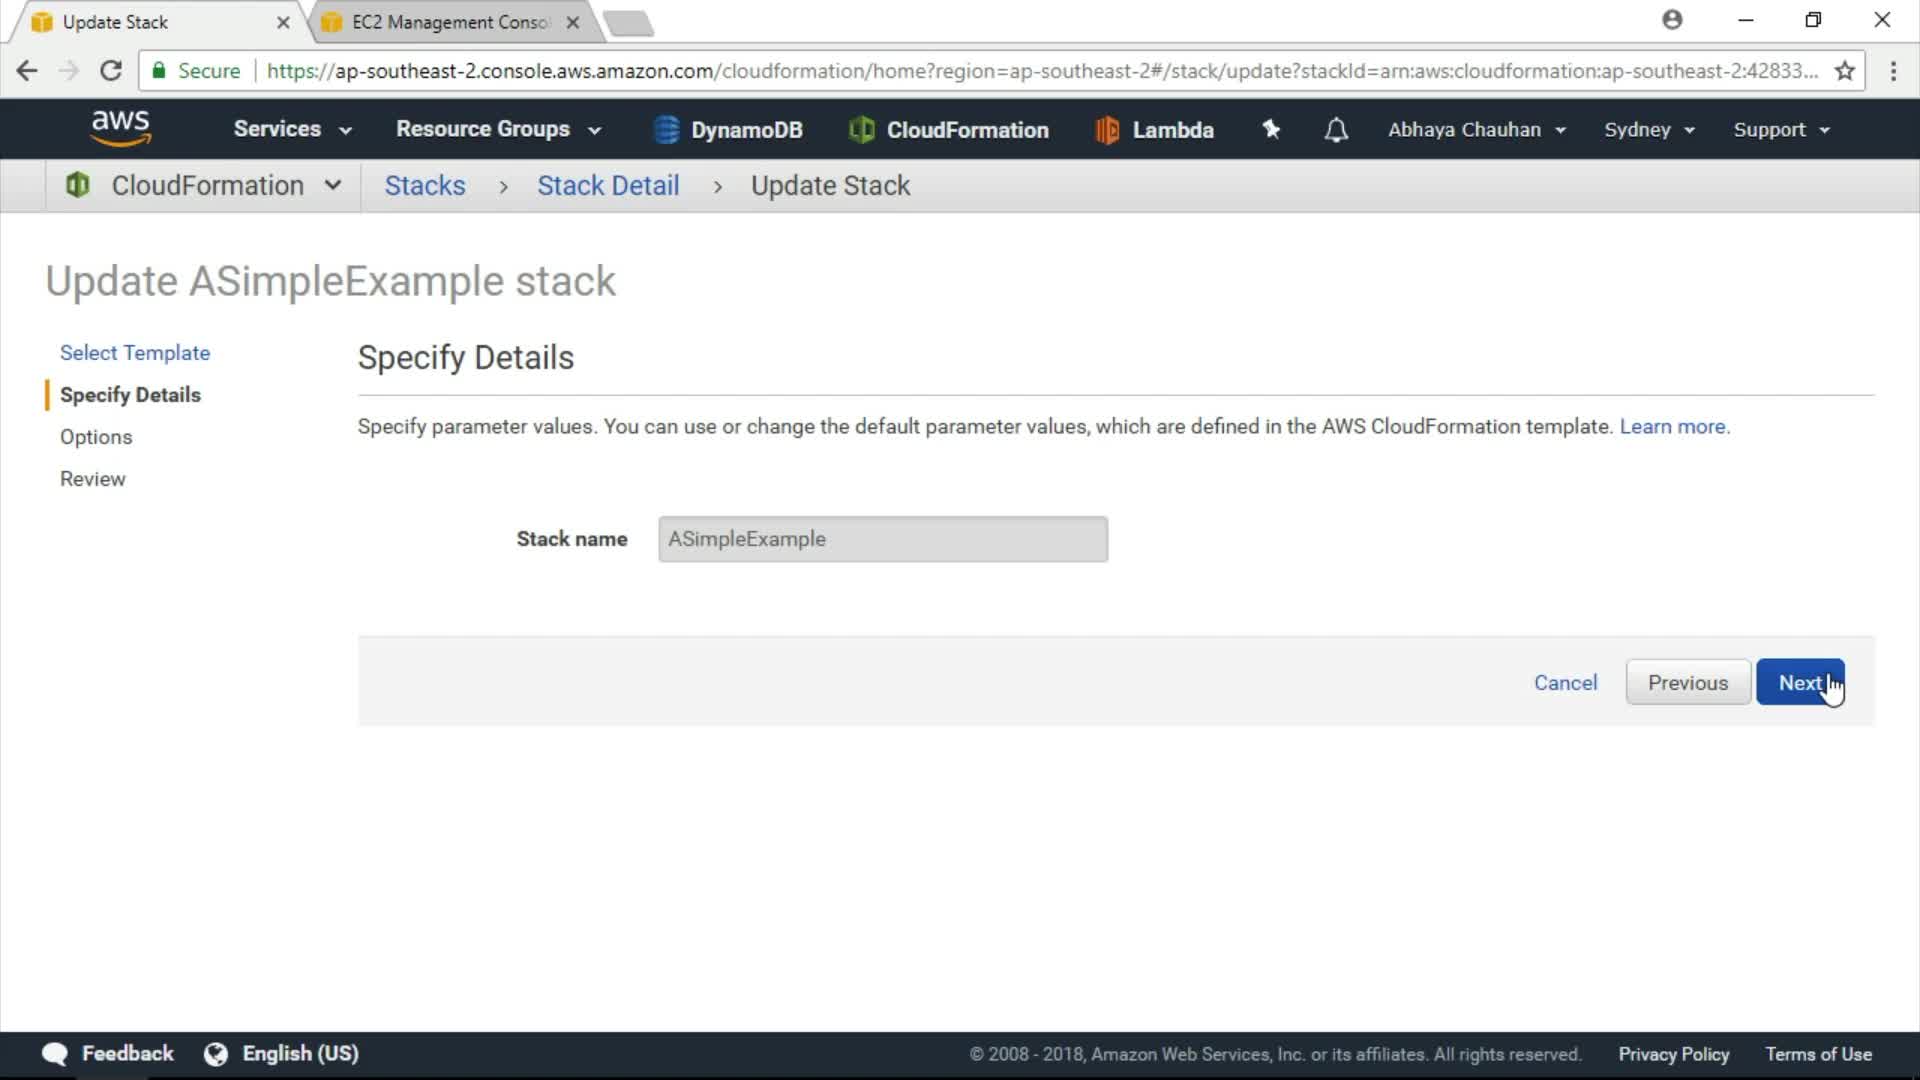 Update Stack
EC2 Management Conso
Secure https://ap-southeast-2.console.aws.amazon.com/cloudformation/home?region=ap-southeast-2#/stack/update?stackId=arn:aws:cloudformation:ap-southeast-2:42833...
aws Services Resource Groups DynamoDB CloudFormation Lambda Abhaya Chauhan Sydney Support
CloudFormation Stacks > Stack Detail > Update Stack
Update ASimpleExample stack
Select Template
Specify Details
Options
Review
Specify Details
Specify parameter values. You can use or change the default parameter values, which are defined in the AWS CloudFormation template. Learn more.
Stack name ASimpleExample
Cancel Previous Next
Feedback English (US) © 2008 - 2018, Amazon Web Services, Inc. or its affiliates. All rights reserved. Privacy Policy Terms of Use